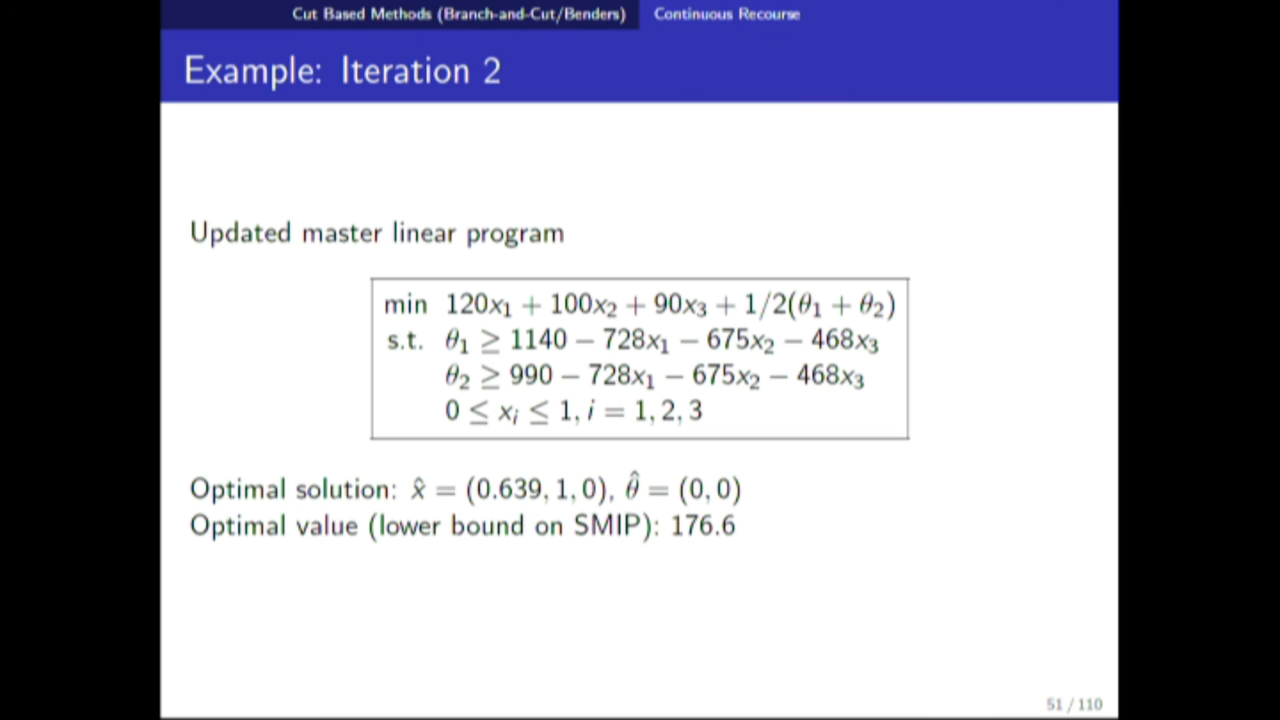 Cut Based Methods (Branch-and-Cut/Benders) Continuous Recourse
Example: Iteration 2
Updated master linear program
min 120x₁ + 100x₂ + 90x₃ + 1/2(θ₁ + θ₂)
s.t. θ₁ ≥ 1140 − 728x₁ − 675x₂ − 468x₃
θ₂ ≥ 990 − 728x₁ − 675x₂ − 468x₃
0 ≤ xᵢ ≤ 1, i = 1, 2, 3
Optimal solution: x̂ = (0.639, 1, 0), θ̂ = (0, 0)
Optimal value (lower bound on SMIP): 176.6
51 / 110